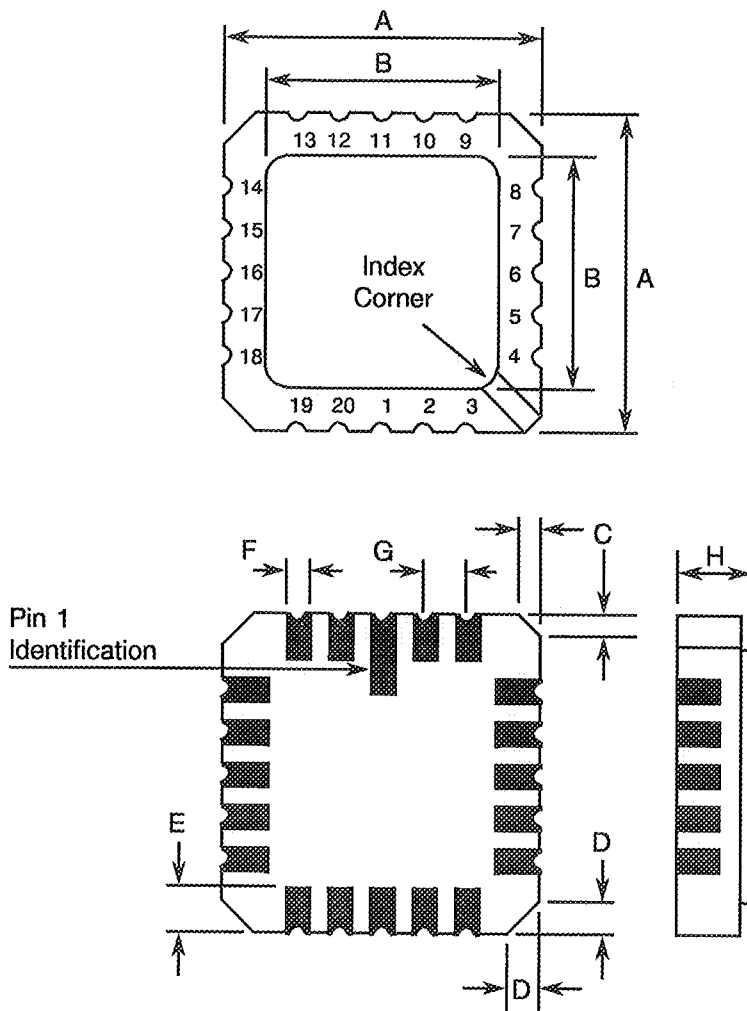 A
B
13 12 11 10 9
14 8
15 7
16 6
17 5
18 4
Index
Corner
B A
19 20 1 2 3
C
F G H
Pin 1
Identification
E
D
D